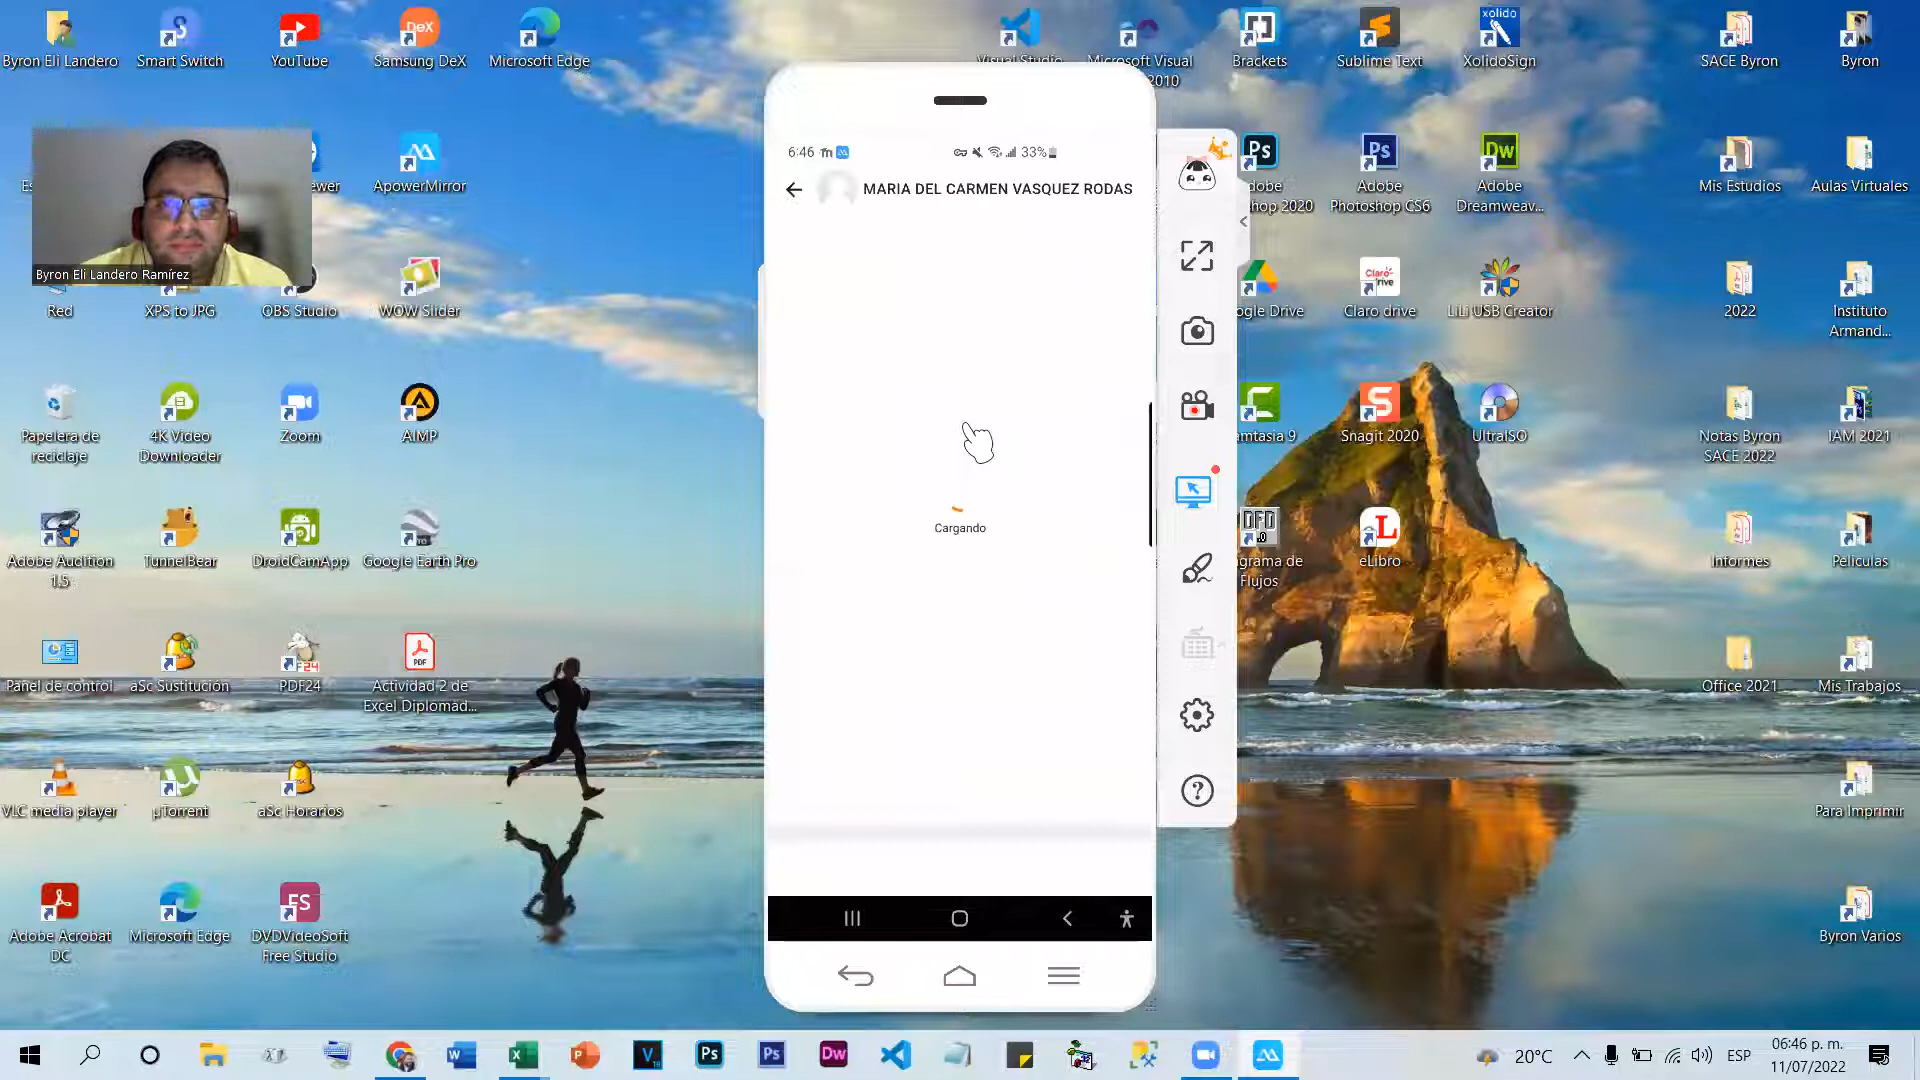 Byron Eli Landero
Smart Switch
YouTube
Samsung DeX
Microsoft Edge
Visual Studio
Microsoft Visual
2010
Brackets
Sublime Text
XolidoSign
SACE Byron
Byron
6:46
33%
MARIA DEL CARMEN VASQUEZ RODAS
ApowerMirror
Adobe
Photoshop CS6
Adobe
Dreamweav...
Mis Estudios
Aulas Virtuales
Byron Eli Landero Ramírez
Red
XPS to JPG
OBS Studio
WOW Slider
Claro drive
LiLi USB Creator
2022
Instituto
Armand...
Papelera de
reciclaje
4K Video
Downloader
Zoom
AIMP
Snagit 2020
UltraISO
Notas Byron
SACE 2022
IAM 2021
Cargando
Adobe Audition
1.5
TunnelBear
DroidCamApp
Google Earth Pro
grama de
Flujos
eLibro
Informes
Peliculas
Panel de control
aSc Sustitución
PDF24
Actividad 2 de
Excel Diplomad...
Office 2021
Mis Trabajos
VLC media player
µTorrent
aSc Horarios
Para Imprimir
Adobe Acrobat
DC
Microsoft Edge
DVDVideoSoft
Free Studio
Byron Varios
20°C
ESP
06:46 p. m.
11/07/2022